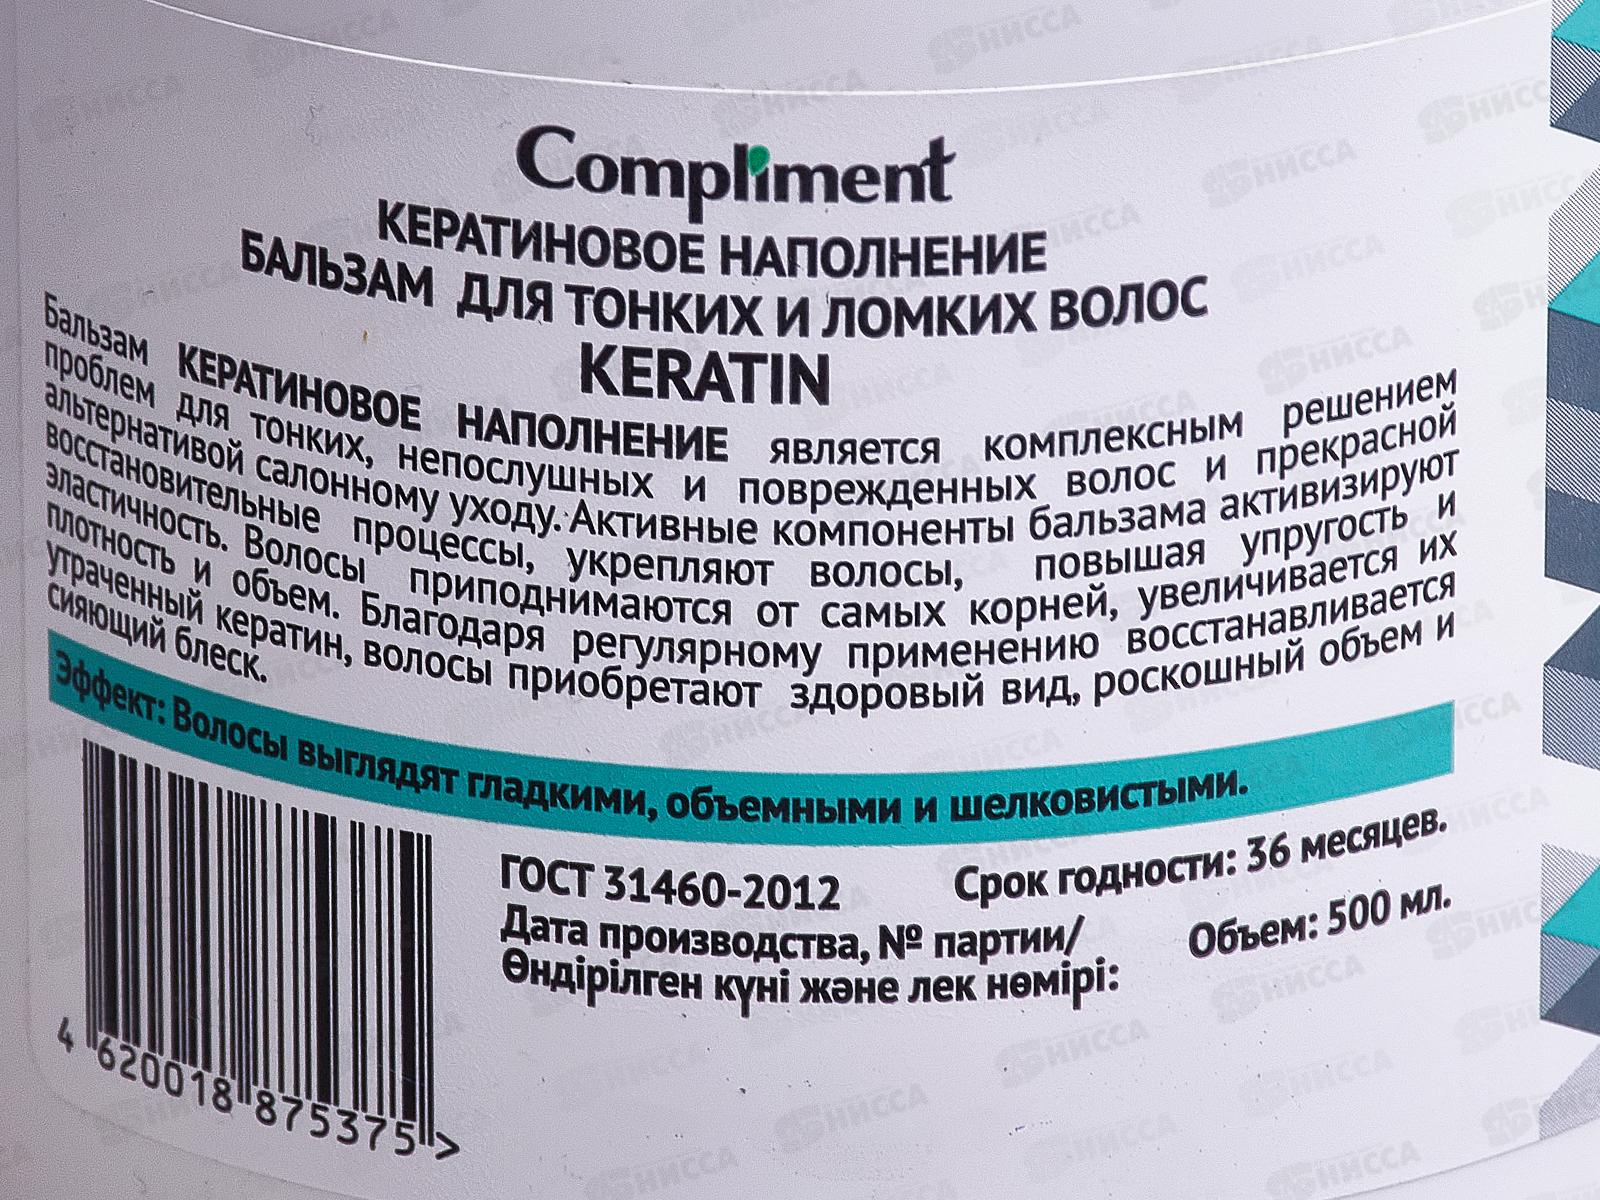 Compliment
КЕРАТИНОВОЕ НАПОЛНЕНИЕ
БАЛЬЗАМ ДЛЯ ТОНКИХ И ЛОМКИХ ВОЛОС
KERATIN
Бальзам КЕРАТИНОВОЕ НАПОЛНЕНИЕ является комплексным решением
проблем для тонких, непослушных и поврежденных волос и прекрасной
альтернативой салонному уходу. Активные компоненты бальзама активизируют
восстановительные процессы, укрепляют волосы, повышая упругость и
эластичность. Волосы приподнимаются от самых корней, увеличивается их
плотность и объем. Благодаря регулярному применению восстанавливается
утраченный кератин, волосы приобретают здоровый вид, роскошный объем и
сияющий блеск.
Эффект: Волосы выглядят гладкими, объемными и шелковистыми.
ГОСТ 31460-2012 Срок годности: 36 месяцев.
Дата производства, № партии/ Объем: 500 мл.
Өндірілген күні және лек нөмірі:
4 620018 875375 >
НИССА